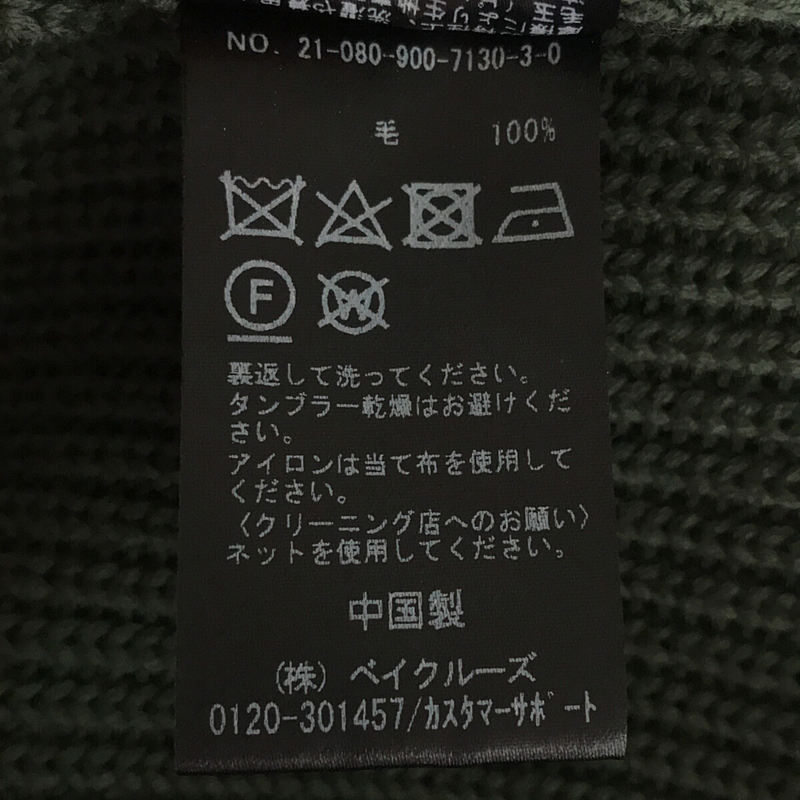 NO. 21-080-900-7130-3-0
毛 100%
F
W
裏返して洗ってください。
タンブラー乾燥はお避けくだ
さい。
アイロンは当て布を使用して
ください。
〈クリーニング店へのお願い〉
ネットを使用してください。
中国製
(株) ベイクルーズ
0120-301457/カスタマーサポート